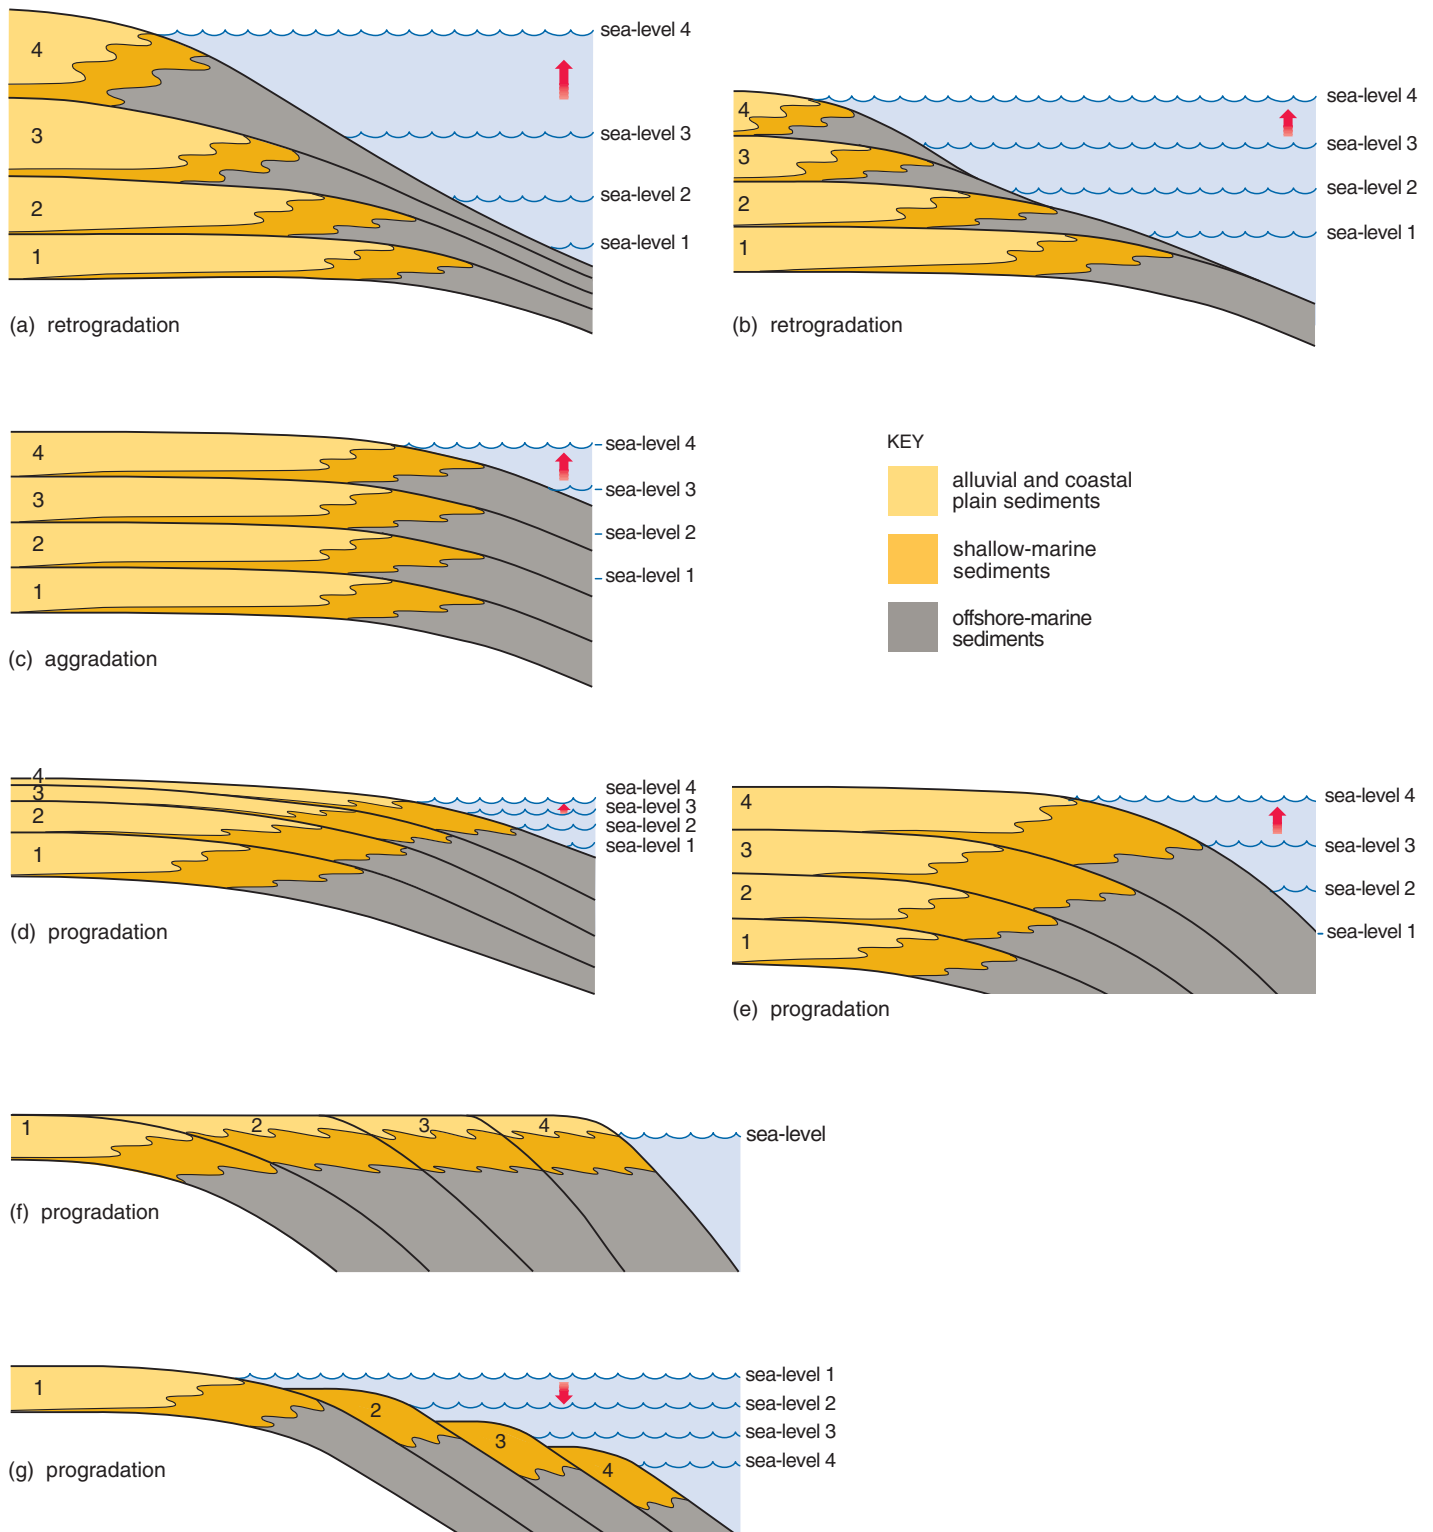 4
3
2
1
sea-level 4
sea-level 3
sea-level 2
sea-level 1
(a) retrogradation
4
3
2
1
sea-level 4
sea-level 3
sea-level 2
sea-level 1
(b) retrogradation
4
3
2
1
sea-level 4
sea-level 3
sea-level 2
sea-level 1
(c) aggradation
KEY
alluvial and coastal
plain sediments
shallow-marine
sediments
offshore-marine
sediments
4
3
2
1
sea-level 4
sea-level 3
sea-level 2
sea-level 1
(d) progradation
4
3
2
1
sea-level 4
sea-level 3
sea-level 2
sea-level 1
(e) progradation
1
2
3
4
sea-level
(f) progradation
1
2
3
4
sea-level 1
sea-level 2
sea-level 3
sea-level 4
(g) progradation